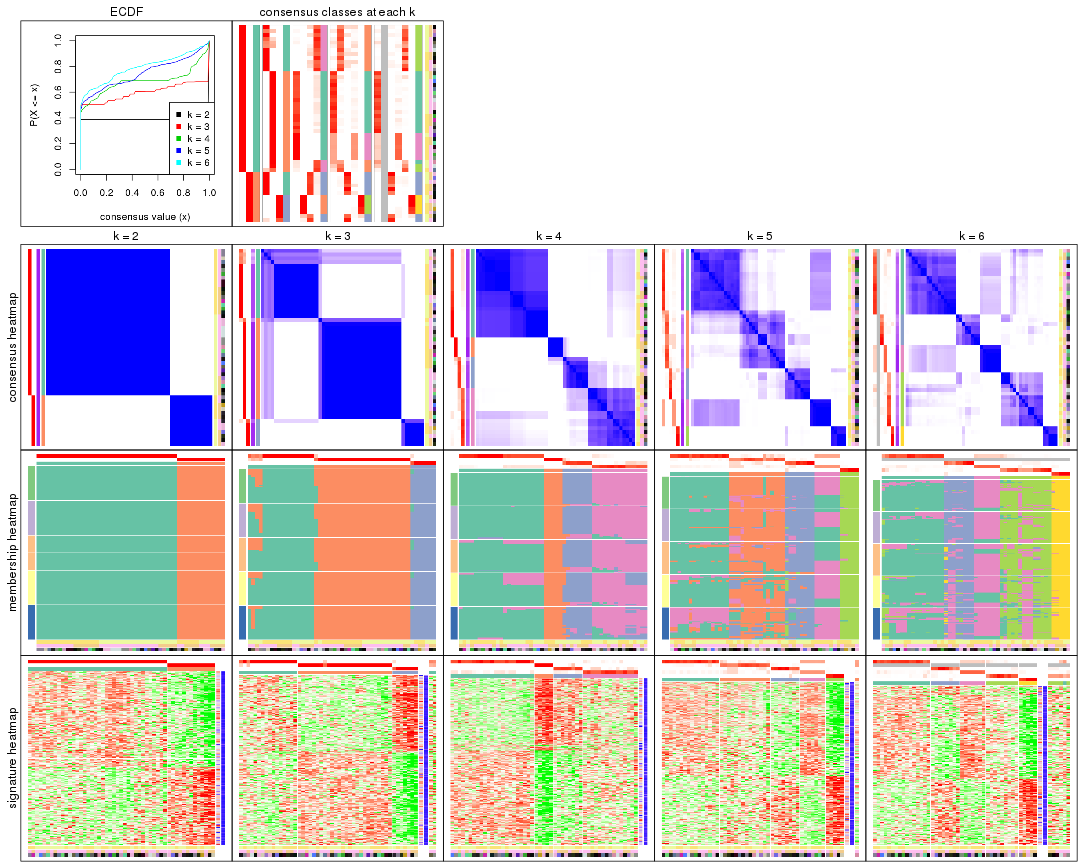 ECDF
consensus classes at each k
P(X <= x)
0.0 0.2 0.4 0.6 0.8 1.0
k = 2
k = 3
k = 4
k = 5
k = 6
0.0 0.2 0.4 0.6 0.8 1.0
consensus value (x)
k = 2
k = 3
k = 4
k = 5
k = 6
consensus heatmap
membership heatmap
signature heatmap